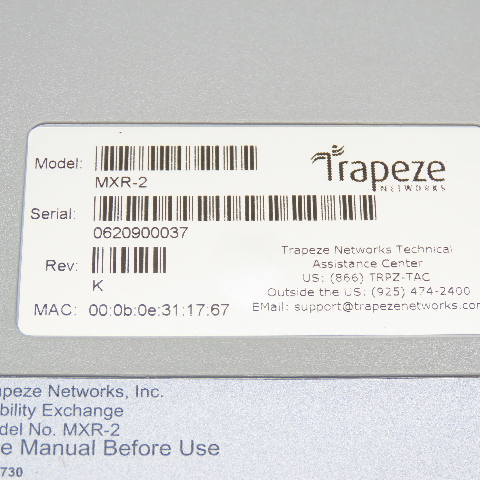 Model:
MXR-2
Trapeze
NETWORKS
Serial:
0620900037
Rev:
K
MAC: 00:0b:0e:31:17:67
Trapeze Networks Technical
Assistance Center
US: (866) TRPZ-TAC
Outside the US: (925) 474-2400
EMail: support@trapezenetworks.com
apeze Networks, Inc.
bility Exchange
del No. MXR-2
e Manual Before Use
730